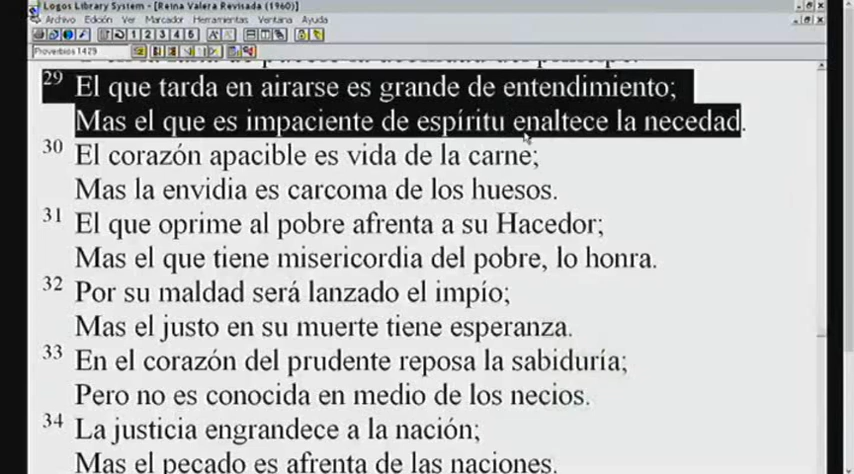 Logos Library System - [Reina Valera Revisada (1960)]
Archivo Edición Ver Marcador Herramientas Ventana Ayuda
1 2 3 4 5 6
Proverbios 14:29
29 El que tarda en airarse es grande de entendimiento;
Mas el que es impaciente de espíritu enaltece la necedad.
30 El corazón apacible es vida de la carne;
Mas la envidia es carcoma de los huesos.
31 El que oprime al pobre afrenta a su Hacedor;
Mas el que tiene misericordia del pobre, lo honra.
32 Por su maldad será lanzado el impío;
Mas el justo en su muerte tiene esperanza.
33 En el corazón del prudente reposa la sabiduría;
Pero no es conocida en medio de los necios.
34 La justicia engrandece a la nación;
Mas el pecado es afrenta de las naciones.